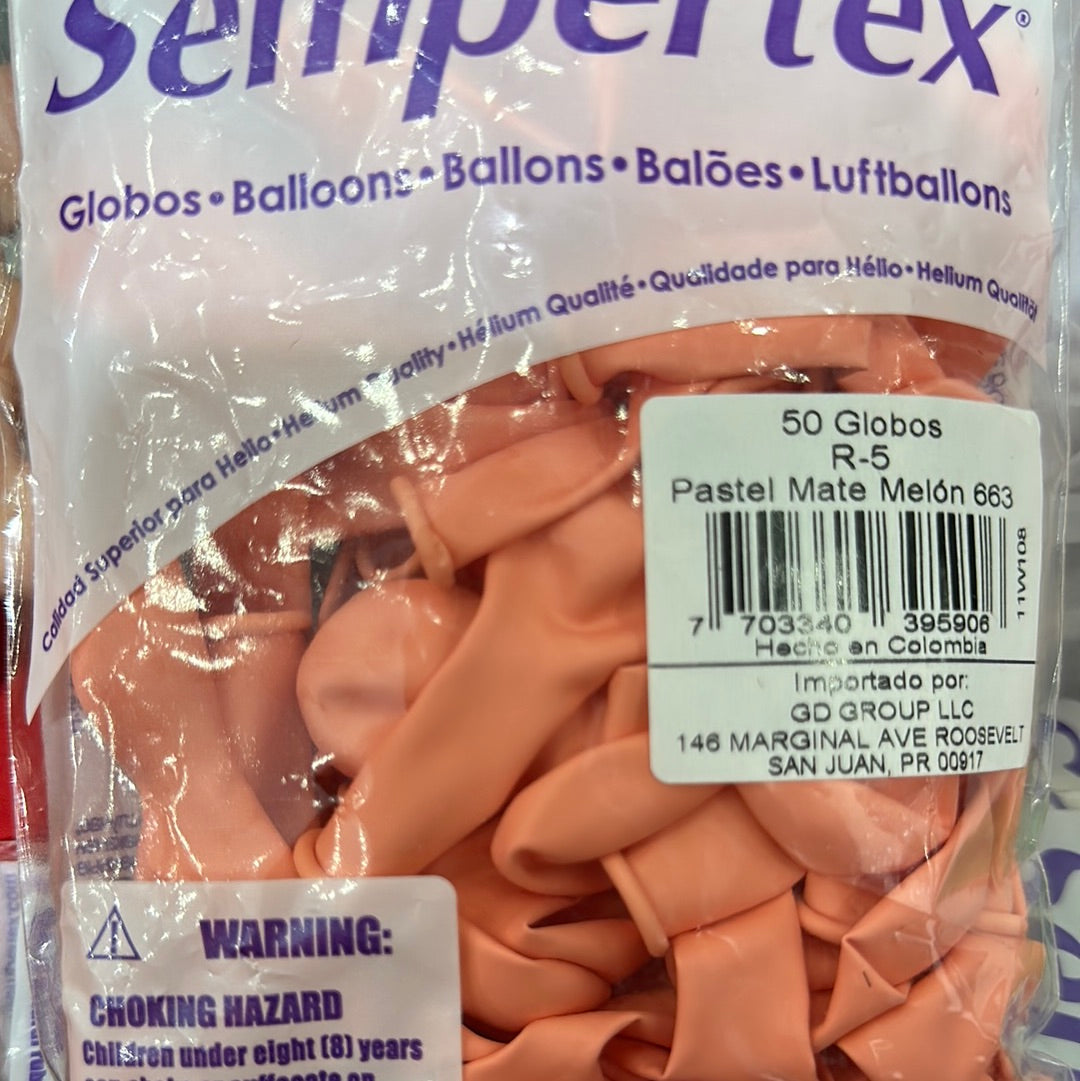 Sempertex®
Globos • Balloons • Ballons • Balões • Luftballons
Calidad Superior para Helio • Helium Quality • Hélium Qualité • Qualidade para Hélio • Helium Qualität
50 Globos
R-5
Pastel Mate Melón 663
11W108
7 703340 395906
Hecho en Colombia
Importado por:
GD GROUP LLC
146 MARGINAL AVE ROOSEVELT
SAN JUAN, PR 00917
WARNING:
CHOKING HAZARD
Children under eight (8) years